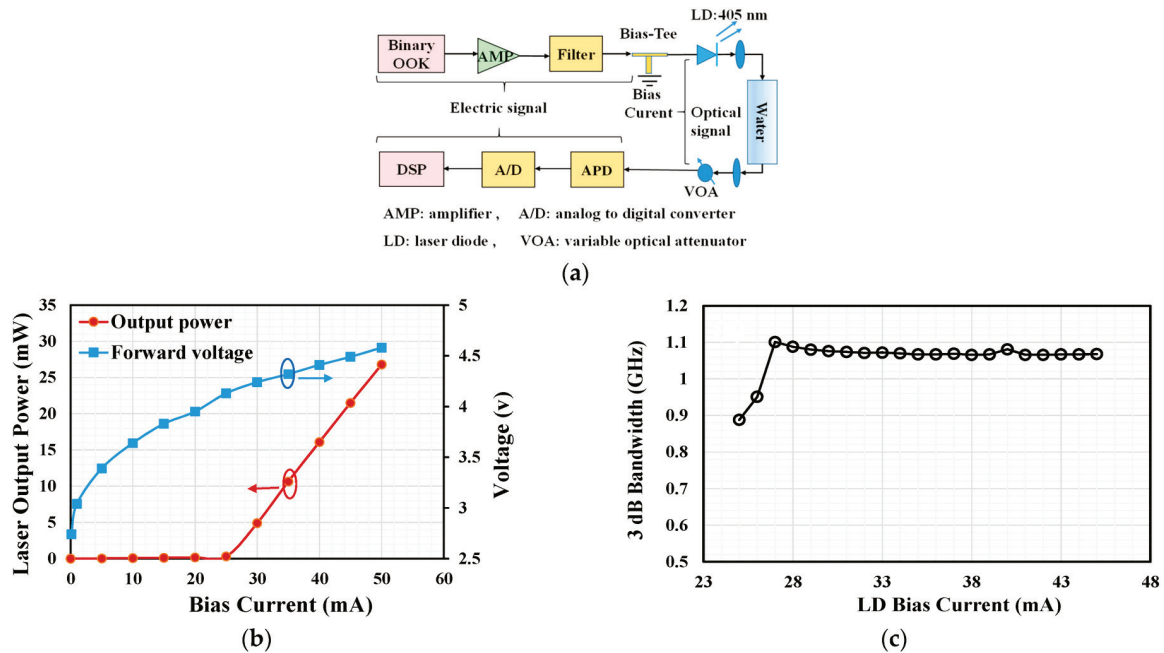 LD:405 nm
Bias-Tee
Binary
OOK
AMP
Filter
Bias
Curent
Electric signal
Optical
signal
Water
DSP
A/D
APD
VOA
AMP: amplifier , A/D: analog to digital converter
LD: laser diode , VOA: variable optical attenuator
(a)
Laser Output Power (mW)
35
30
25
20
15
10
5
0
Output power
Forward voltage
5
4.5
4
3.5
3
2.5
Voltage (v)
0 10 20 30 40 50 60
Bias Current (mA)
(b)
3 dB Bandwidth (GHz)
1.2
1.1
1
0.9
0.8
0.7
0.6
0.5
23 28 33 38 43 48
LD Bias Current (mA)
(c)